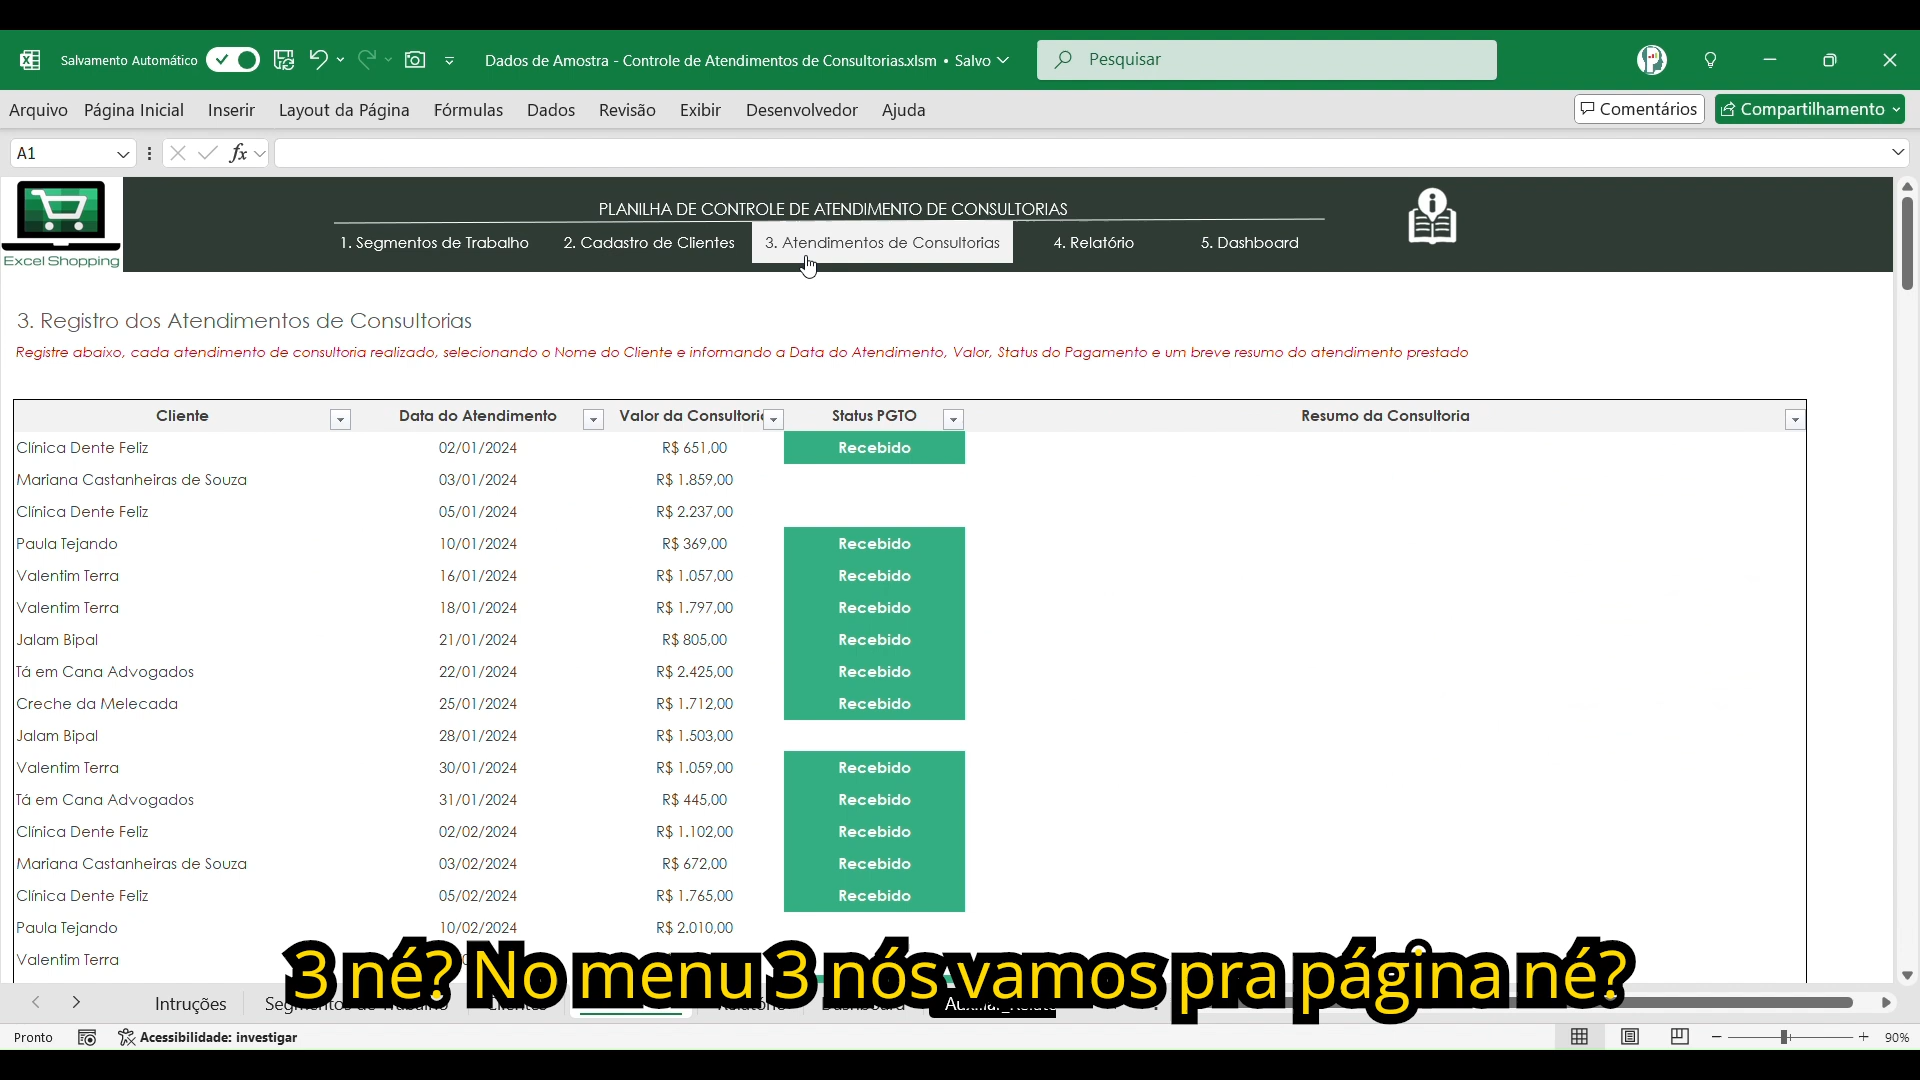 Salvamento Automático
Dados de Amostra - Controle de Atendimentos de Consultorias.xlsm • Salvo
Pesquisar
Arquivo Página Inicial Inserir Layout da Página Fórmulas Dados Revisão Exibir Desenvolvedor Ajuda
Comentários Compartilhamento
A1
fx
Excel Shopping
PLANILHA DE CONTROLE DE ATENDIMENTO DE CONSULTORIAS
1. Segmentos de Trabalho 2. Cadastro de Clientes 3. Atendimentos de Consultorias 4. Relatório 5. Dashboard
3. Registro dos Atendimentos de Consultorias
Registre abaixo, cada atendimento de consultoria realizado, selecionando o Nome do Cliente e informando a Data do Atendimento, Valor, Status do Pagamento e um breve resumo do atendimento prestado
Cliente Data do Atendimento Valor da Consultori Status PGTO Resumo da Consultoria
Clínica Dente Feliz 02/01/2024 R$ 651,00 Recebido
Mariana Castanheiras de Souza 03/01/2024 R$ 1.859,00
Clínica Dente Feliz 05/01/2024 R$ 2.237,00
Paula Tejando 10/01/2024 R$ 369,00 Recebido
Valentim Terra 16/01/2024 R$ 1.057,00 Recebido
Valentim Terra 18/01/2024 R$ 1.797,00 Recebido
Jalam Bipal 21/01/2024 R$ 805,00 Recebido
Tá em Cana Advogados 22/01/2024 R$ 2.425,00 Recebido
Creche da Melecada 25/01/2024 R$ 1.712,00 Recebido
Jalam Bipal 28/01/2024 R$ 1.503,00
Valentim Terra 30/01/2024 R$ 1.059,00 Recebido
Tá em Cana Advogados 31/01/2024 R$ 445,00 Recebido
Clínica Dente Feliz 02/02/2024 R$ 1.102,00 Recebido
Mariana Castanheiras de Souza 03/02/2024 R$ 672,00 Recebido
Clínica Dente Feliz 05/02/2024 R$ 1.765,00 Recebido
Paula Tejando 10/02/2024 R$ 2.010,00
Valentim Terra
3 né? No menu 3 nós vamos pra página né?
Intruções Segmentos de Trabalho Clientes Relatório Dashboard
Pronto Acessibilidade: investigar 90%